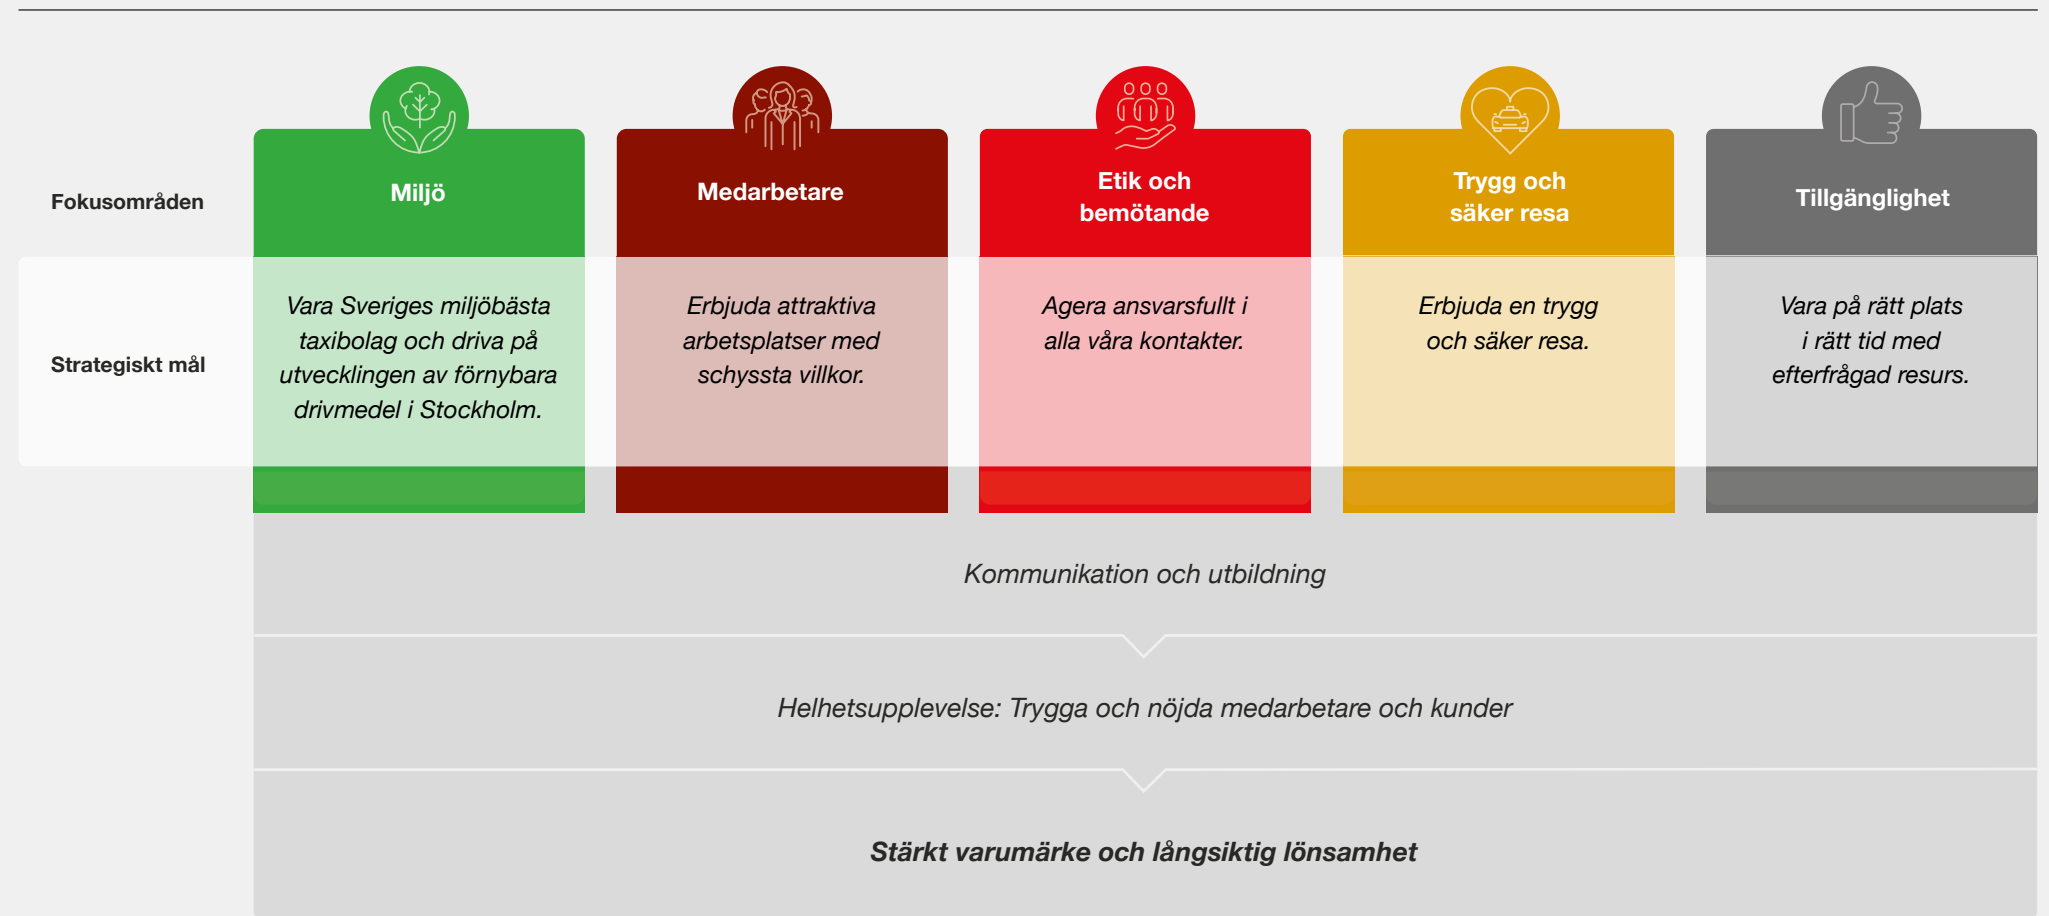 Fokusområden
Miljö
Medarbetare
Etik och
bemötande
Trygg och
säker resa
Tillgänglighet
Strategiskt mål
Vara Sveriges miljöbästa
taxibolag och driva på
utvecklingen av förnybara
drivmedel i Stockholm.
Erbjuda attraktiva
arbetsplatser med
schyssta villkor.
Agera ansvarsfullt i
alla våra kontakter.
Erbjuda en trygg
och säker resa.
Vara på rätt plats
i rätt tid med
efterfrågad resurs.
Kommunikation och utbildning
Helhetsupplevelse: Trygga och nöjda medarbetare och kunder
Stärkt varumärke och långsiktig lönsamhet